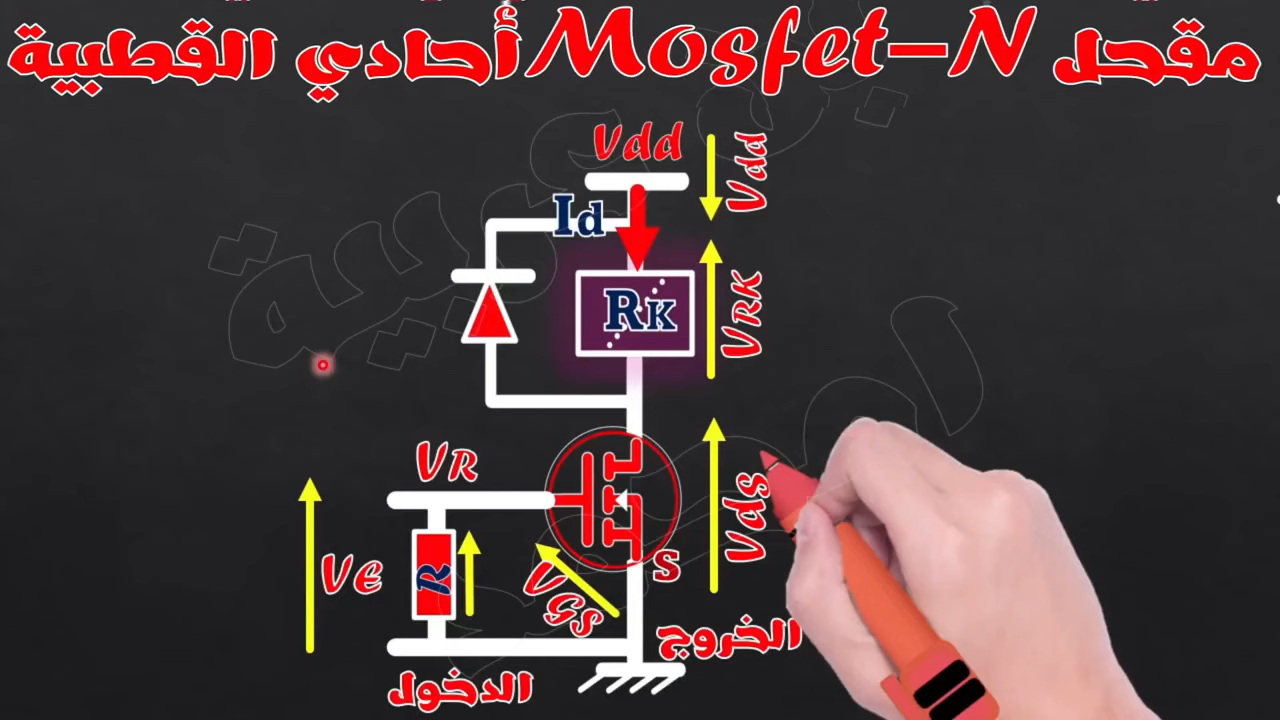 مقحل Mosfet-N أحادي القطبية
Vdd
Vdd
Id
RK
VRK
VR
VE
R
VGS
VdS
S
الخروج
الدخول